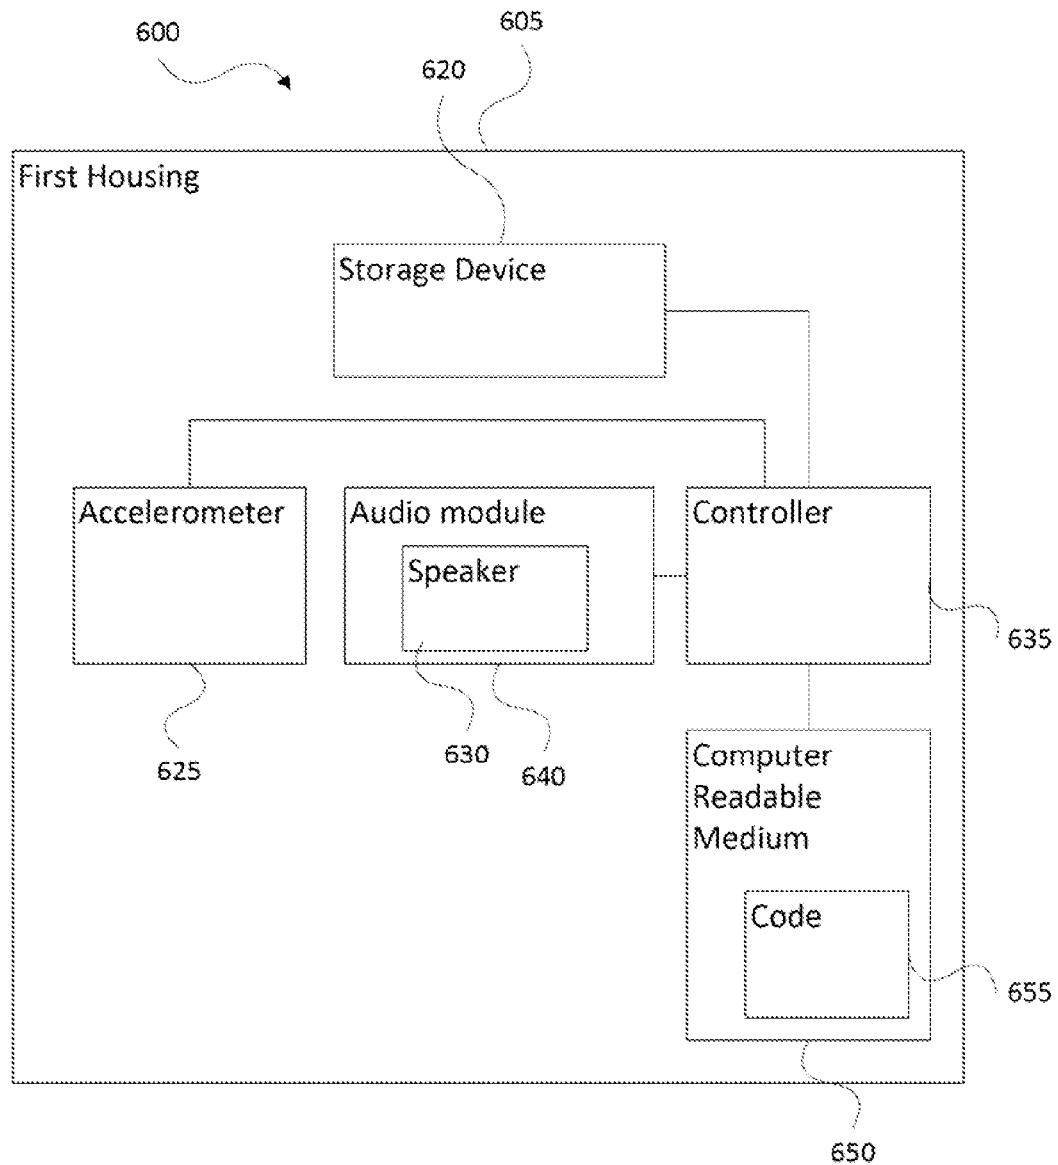 605
600
620
First Housing
Storage Device
Accelerometer
Audio module
Controller
Speaker
635
630
640
625
Computer
Readable
Medium
Code
655
650